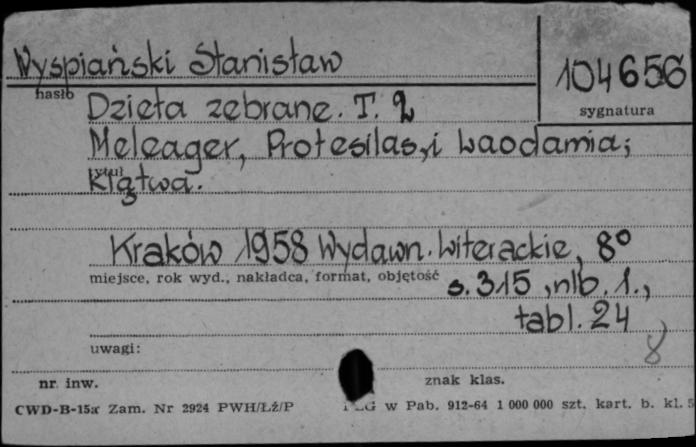 Wyspiański Stanisław
104656
hasło
sygnatura
Dzieła zebrane. T. 2
Meleager, Protesilas, i Laodamia;
tytuł
Klątwa.
Kraków 1958 Wydawn. Literackie, 8°
miejsce, rok wyd., nakładca, format, objętość
s. 315, nlb. 1.,
tabl. 24
8
uwagi:
nr. inw.
znak klas.
CWD-B-15a Zam. Nr 2924 PWH/Łź/P
w Pab. 912-64 1 000 000 szt. kart. b. kl. 5